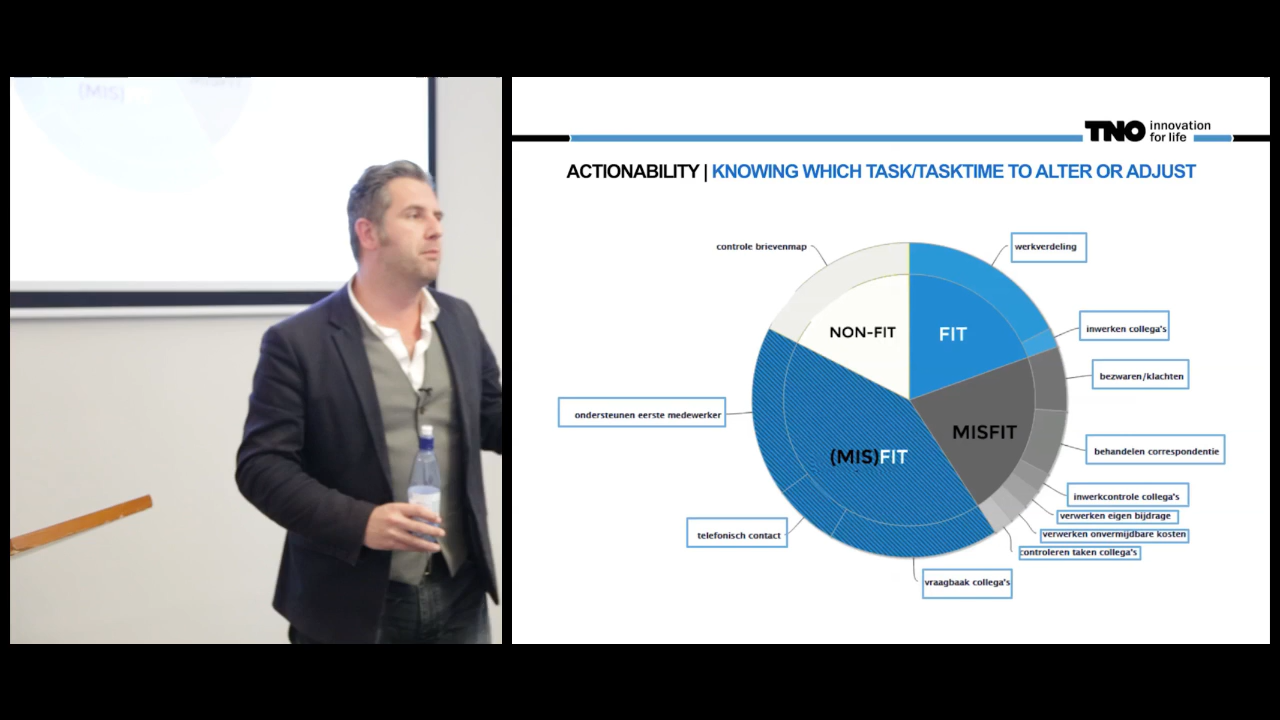 (MIS)
TNO innovation
for life
ACTIONABILITY | KNOWING WHICH TASK/TASKTIME TO ALTER OR ADJUST
controle brievenmap
werkverdeling
inwerken collega's
NON-FIT
FIT
bezwaren/klachten
ondersteunen eerste medewerker
MISFIT
behandelen correspondentie
(MIS)FIT
inwerkcontrole collega's
verwerken eigen bijdrage
telefonisch contact
verwerken onvermijdbare kosten
controleren taken collega's
vraagbaak collega's